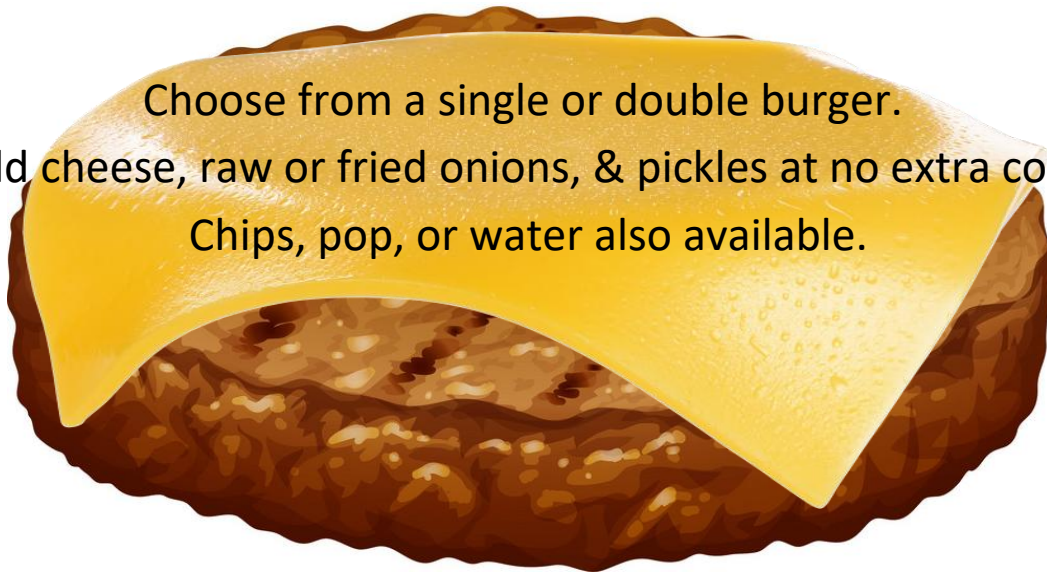 Choose from a single or double burger.
cheese, raw or fried onions, & pickles at no extra
Chips, pop, or water also available.